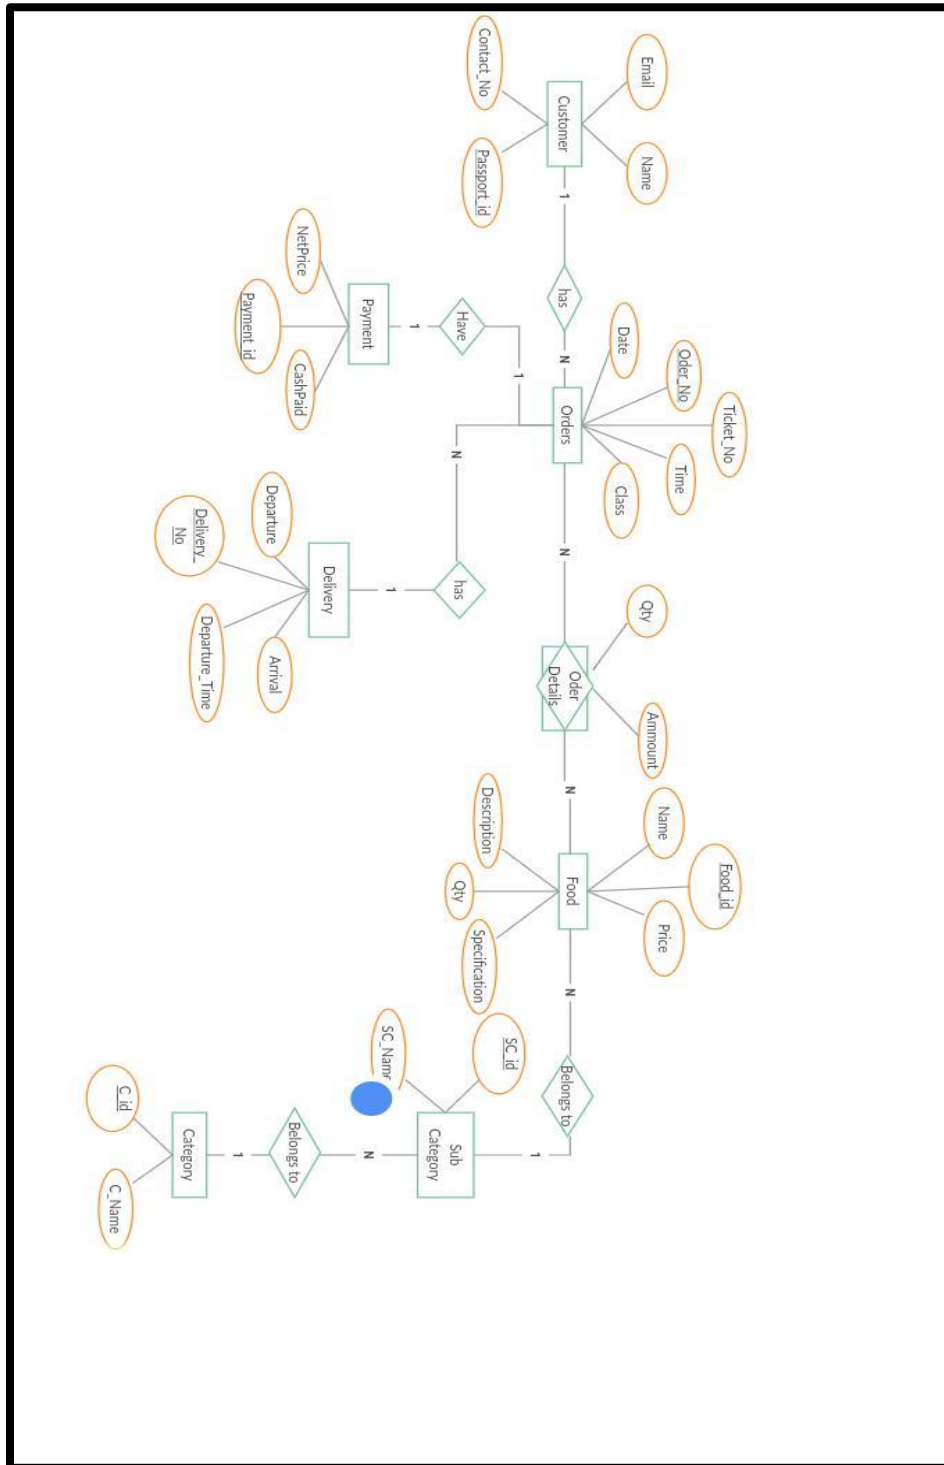 Ticket_No
Food_id
Oder_No
Time
Email
Name
Date
Class
Qty
Ammount
Name
Price
Customer
1
has
N
Orders
N
Oder
Details
N
Food
N
Belongs to
1
Contact_No
Passport_id
Description
Qty
Specification
SC_id
1
Have
1
N
has
Sub
Category
SC_Name
NetPrice
Payment
Payment_id
CashPaid
1
Delivery
Departure
Delivery_
No
Departure_Time
Arrival
N
Belongs to
1
Category
C_id
C_Name